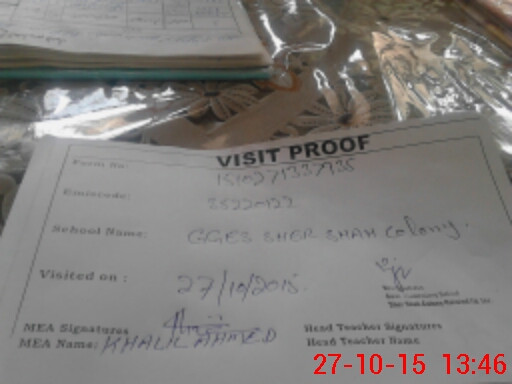 VISIT PROOF
Form No:
Emiscode: 35220122
School Name: GGES SHER SHAH Colony.
Visited on : 27/10/2015
MEA Signatures
MEA Name: KHALIL AHMED
Head Teacher Signatures
Head Teacher Name
27-10-15 13:46